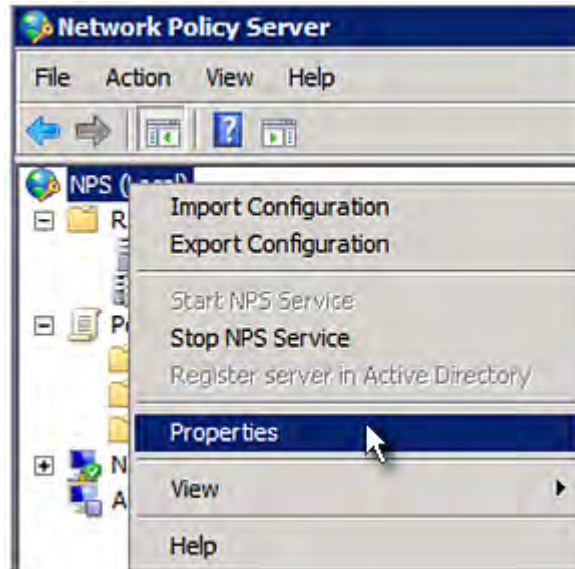 Network Policy Server
File Action View Help
NPS (Local)
Import Configuration
Export Configuration
R
Start NPS Service
Stop NPS Service
P
Register server in Active Directory
Properties
N
View
A
Help